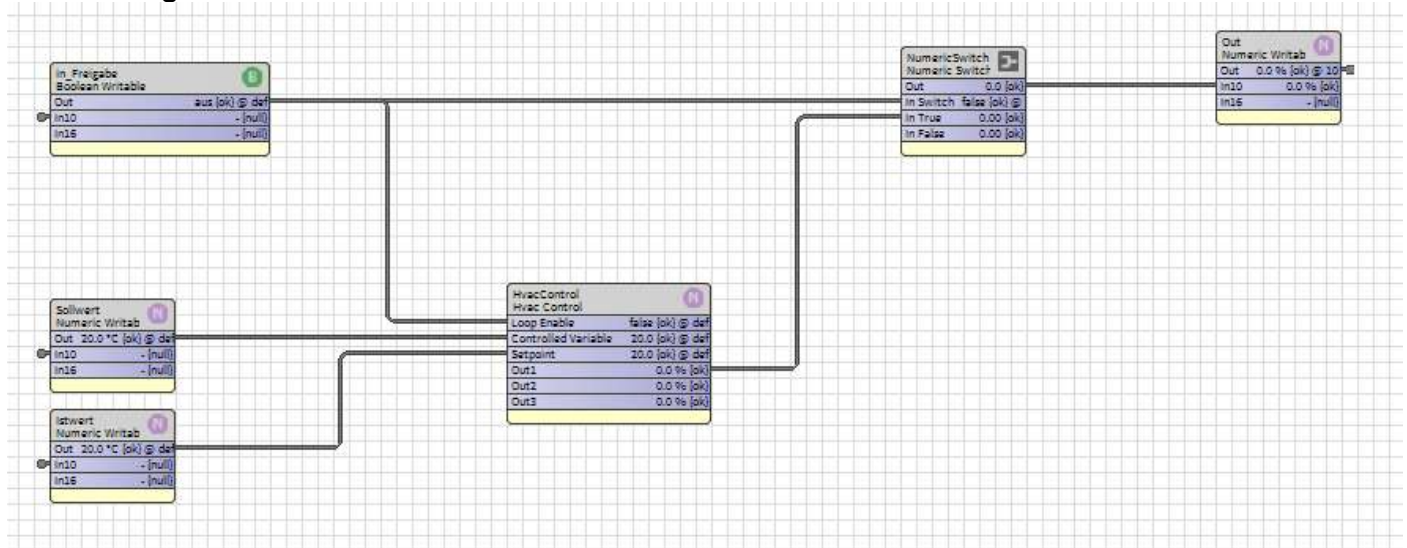 In_Freigabe
Boolean Writable
Out aus {ok} @ def
In10 - {null}
In16 - {null}
Sollwert
Numeric Writab
Out 20.0 °C {ok} @ def
In10 - {null}
In16 - {null}
Istwert
Numeric Writab
Out 20.0 °C {ok} @ def
In10 - {null}
In16 - {null}
HvacControl
Hvac Control
Loop Enable false {ok} @ def
Controlled Variable 20.0 {ok} @ def
Setpoint 20.0 {ok} @ def
Out1 0.0 % {ok}
Out2 0.0 % {ok}
Out3 0.0 % {ok}
NumericSwitch
Numeric Switch
Out 0.0 {ok}
In Switch false {ok} @
In True 0.00 {ok}
In False 0.00 {ok}
Out
Numeric Writab
Out 0.0 % {ok} @ 10
In10 0.0 % {ok}
In16 - {null}